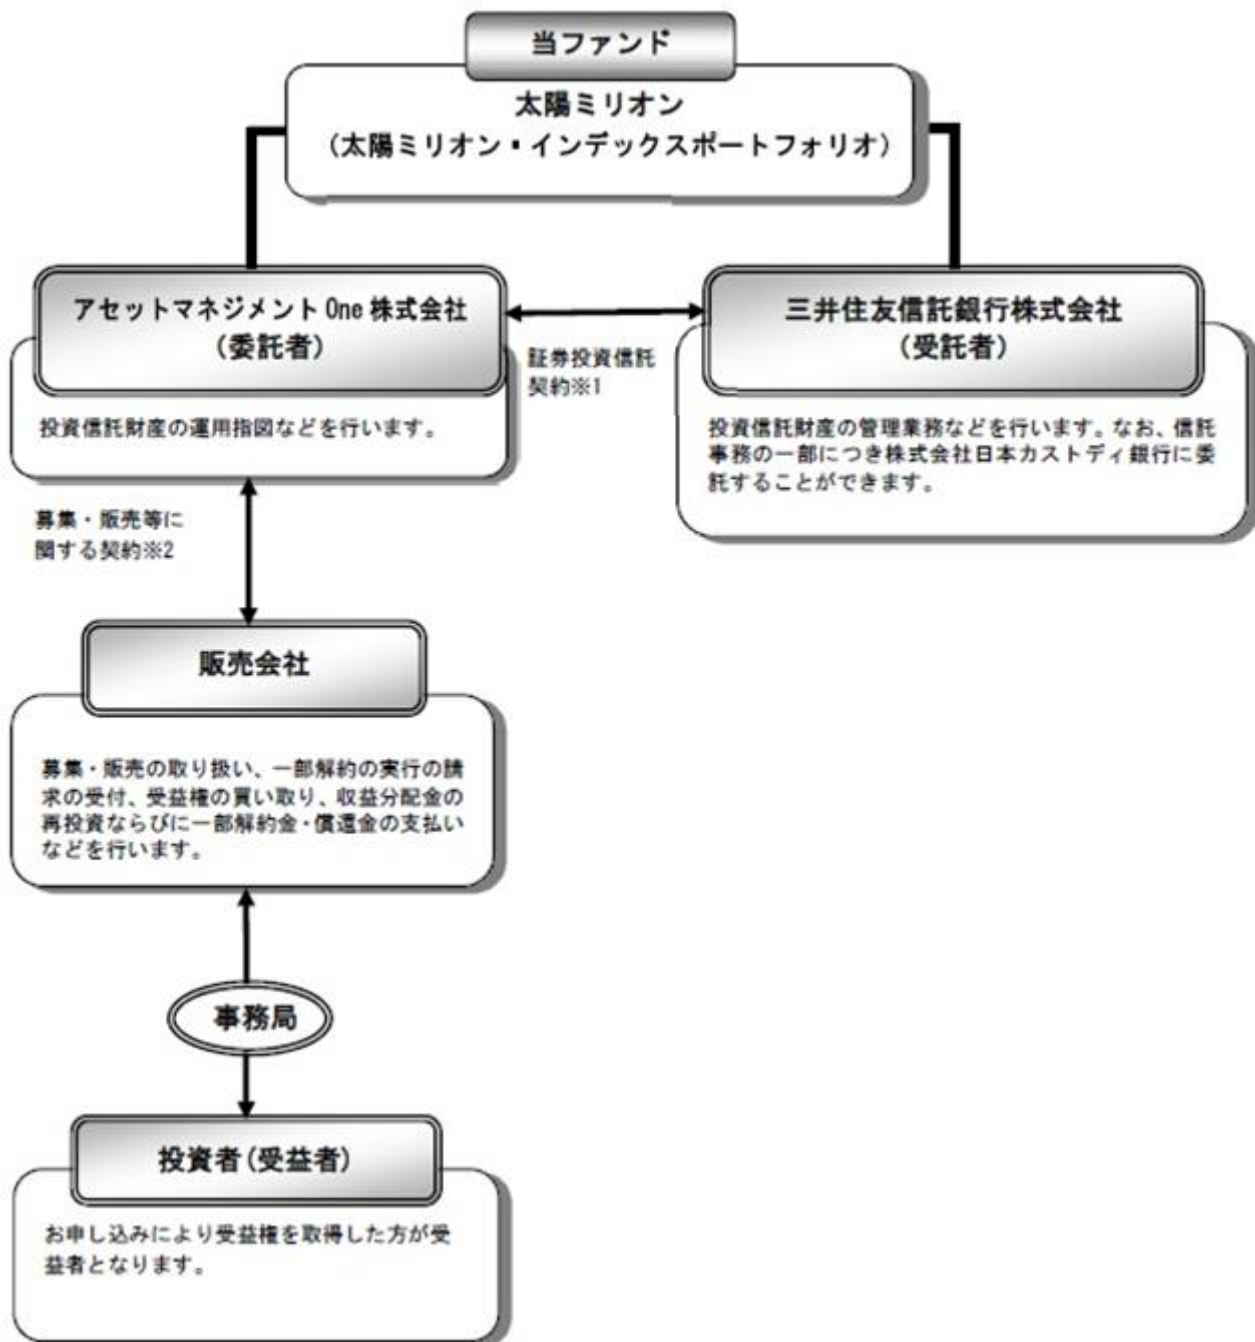 当ファンド
太陽ミリオン
（太陽ミリオン・インデックスポートフォリオ）
アセットマネジメント One 株式会社
（委託者）
投資信託財産の運用指図などを行います。
証券投資信託
契約※1
三井住友信託銀行株式会社
（受託者）
投資信託財産の管理業務などを行います。なお、信託
事務の一部につき株式会社日本カストディ銀行に委
託することができます。
募集・販売等に
関する契約※2
販売会社
募集・販売の取り扱い、一部解約の実行の請
求の受付、受益権の買い取り、収益分配金の
再投資ならびに一部解約金・償還金の支払い
などを行います。
事務局
投資者(受益者)
お申し込みにより受益権を取得した方が受
益者となります。